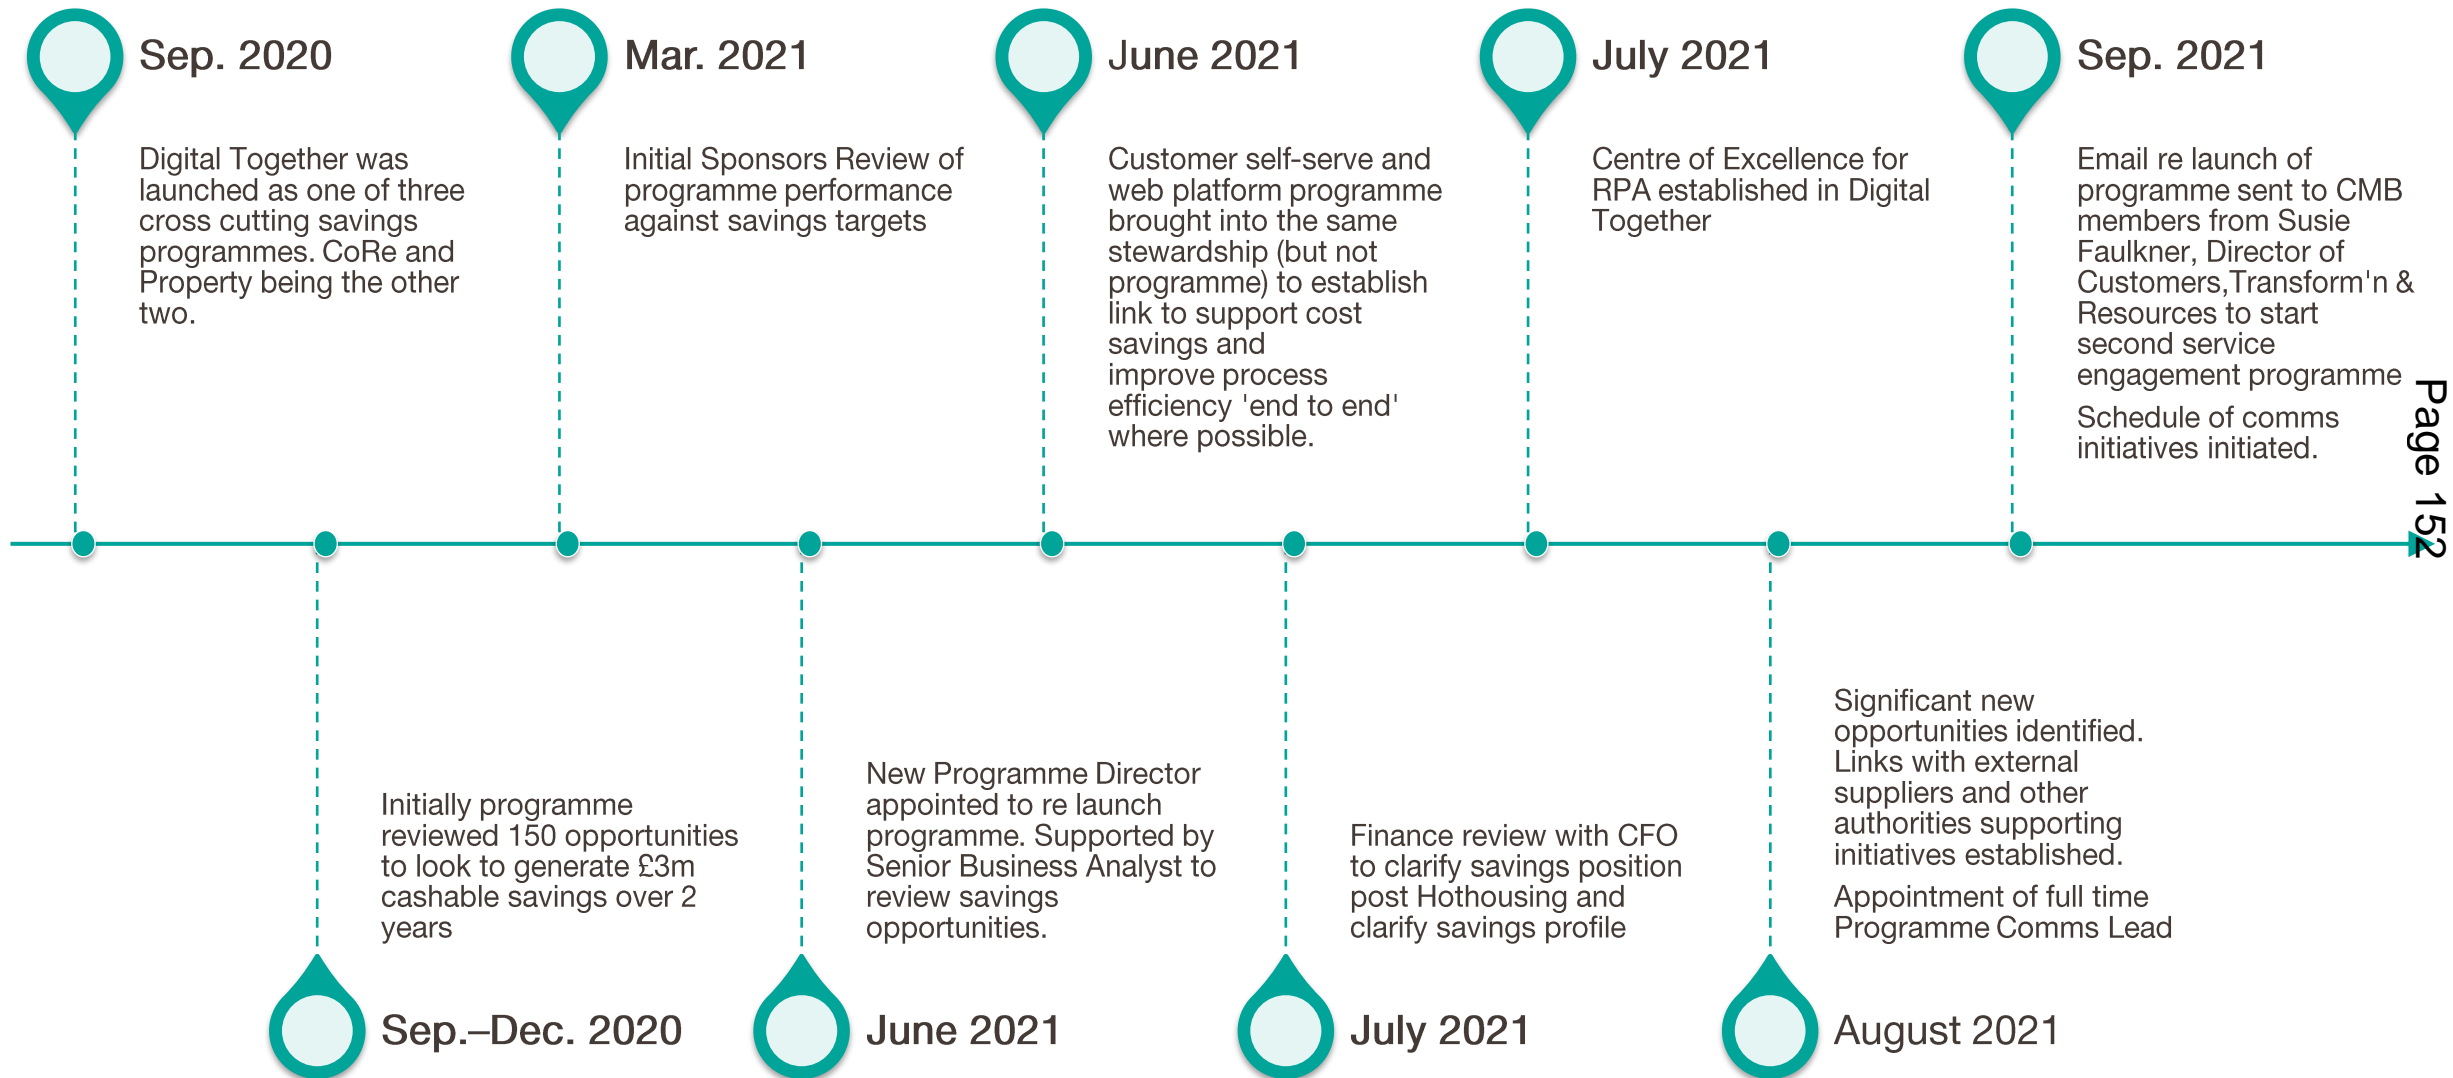 Sep. 2020
Digital Together was
launched as one of three
cross cutting savings
programmes. CoRe and
Property being the other
two.
Mar. 2021
Initial Sponsors Review of
programme performance
against savings targets
June 2021
Customer self-serve and
web platform programme
brought into the same
stewardship (but not
programme) to establish
link to support cost
savings and
improve process
efficiency 'end to end'
where possible.
July 2021
Centre of Excellence for
RPA established in Digital
Together
Sep. 2021
Email re launch of
programme sent to CMB
members from Susie
Faulkner, Director of
Customers,Transform'n &
Resources to start
second service
engagement programme
Schedule of comms
initiatives initiated.
Page 152
Initially programme
reviewed 150 opportunities
to look to generate £3m
cashable savings over 2
years
Sep.–Dec. 2020
New Programme Director
appointed to re launch
programme. Supported by
Senior Business Analyst to
review savings
opportunities.
June 2021
Finance review with CFO
to clarify savings position
post Hothousing and
clarify savings profile
July 2021
Significant new
opportunities identified.
Links with external
suppliers and other
authorities supporting
initiatives established.
Appointment of full time
Programme Comms Lead
August 2021